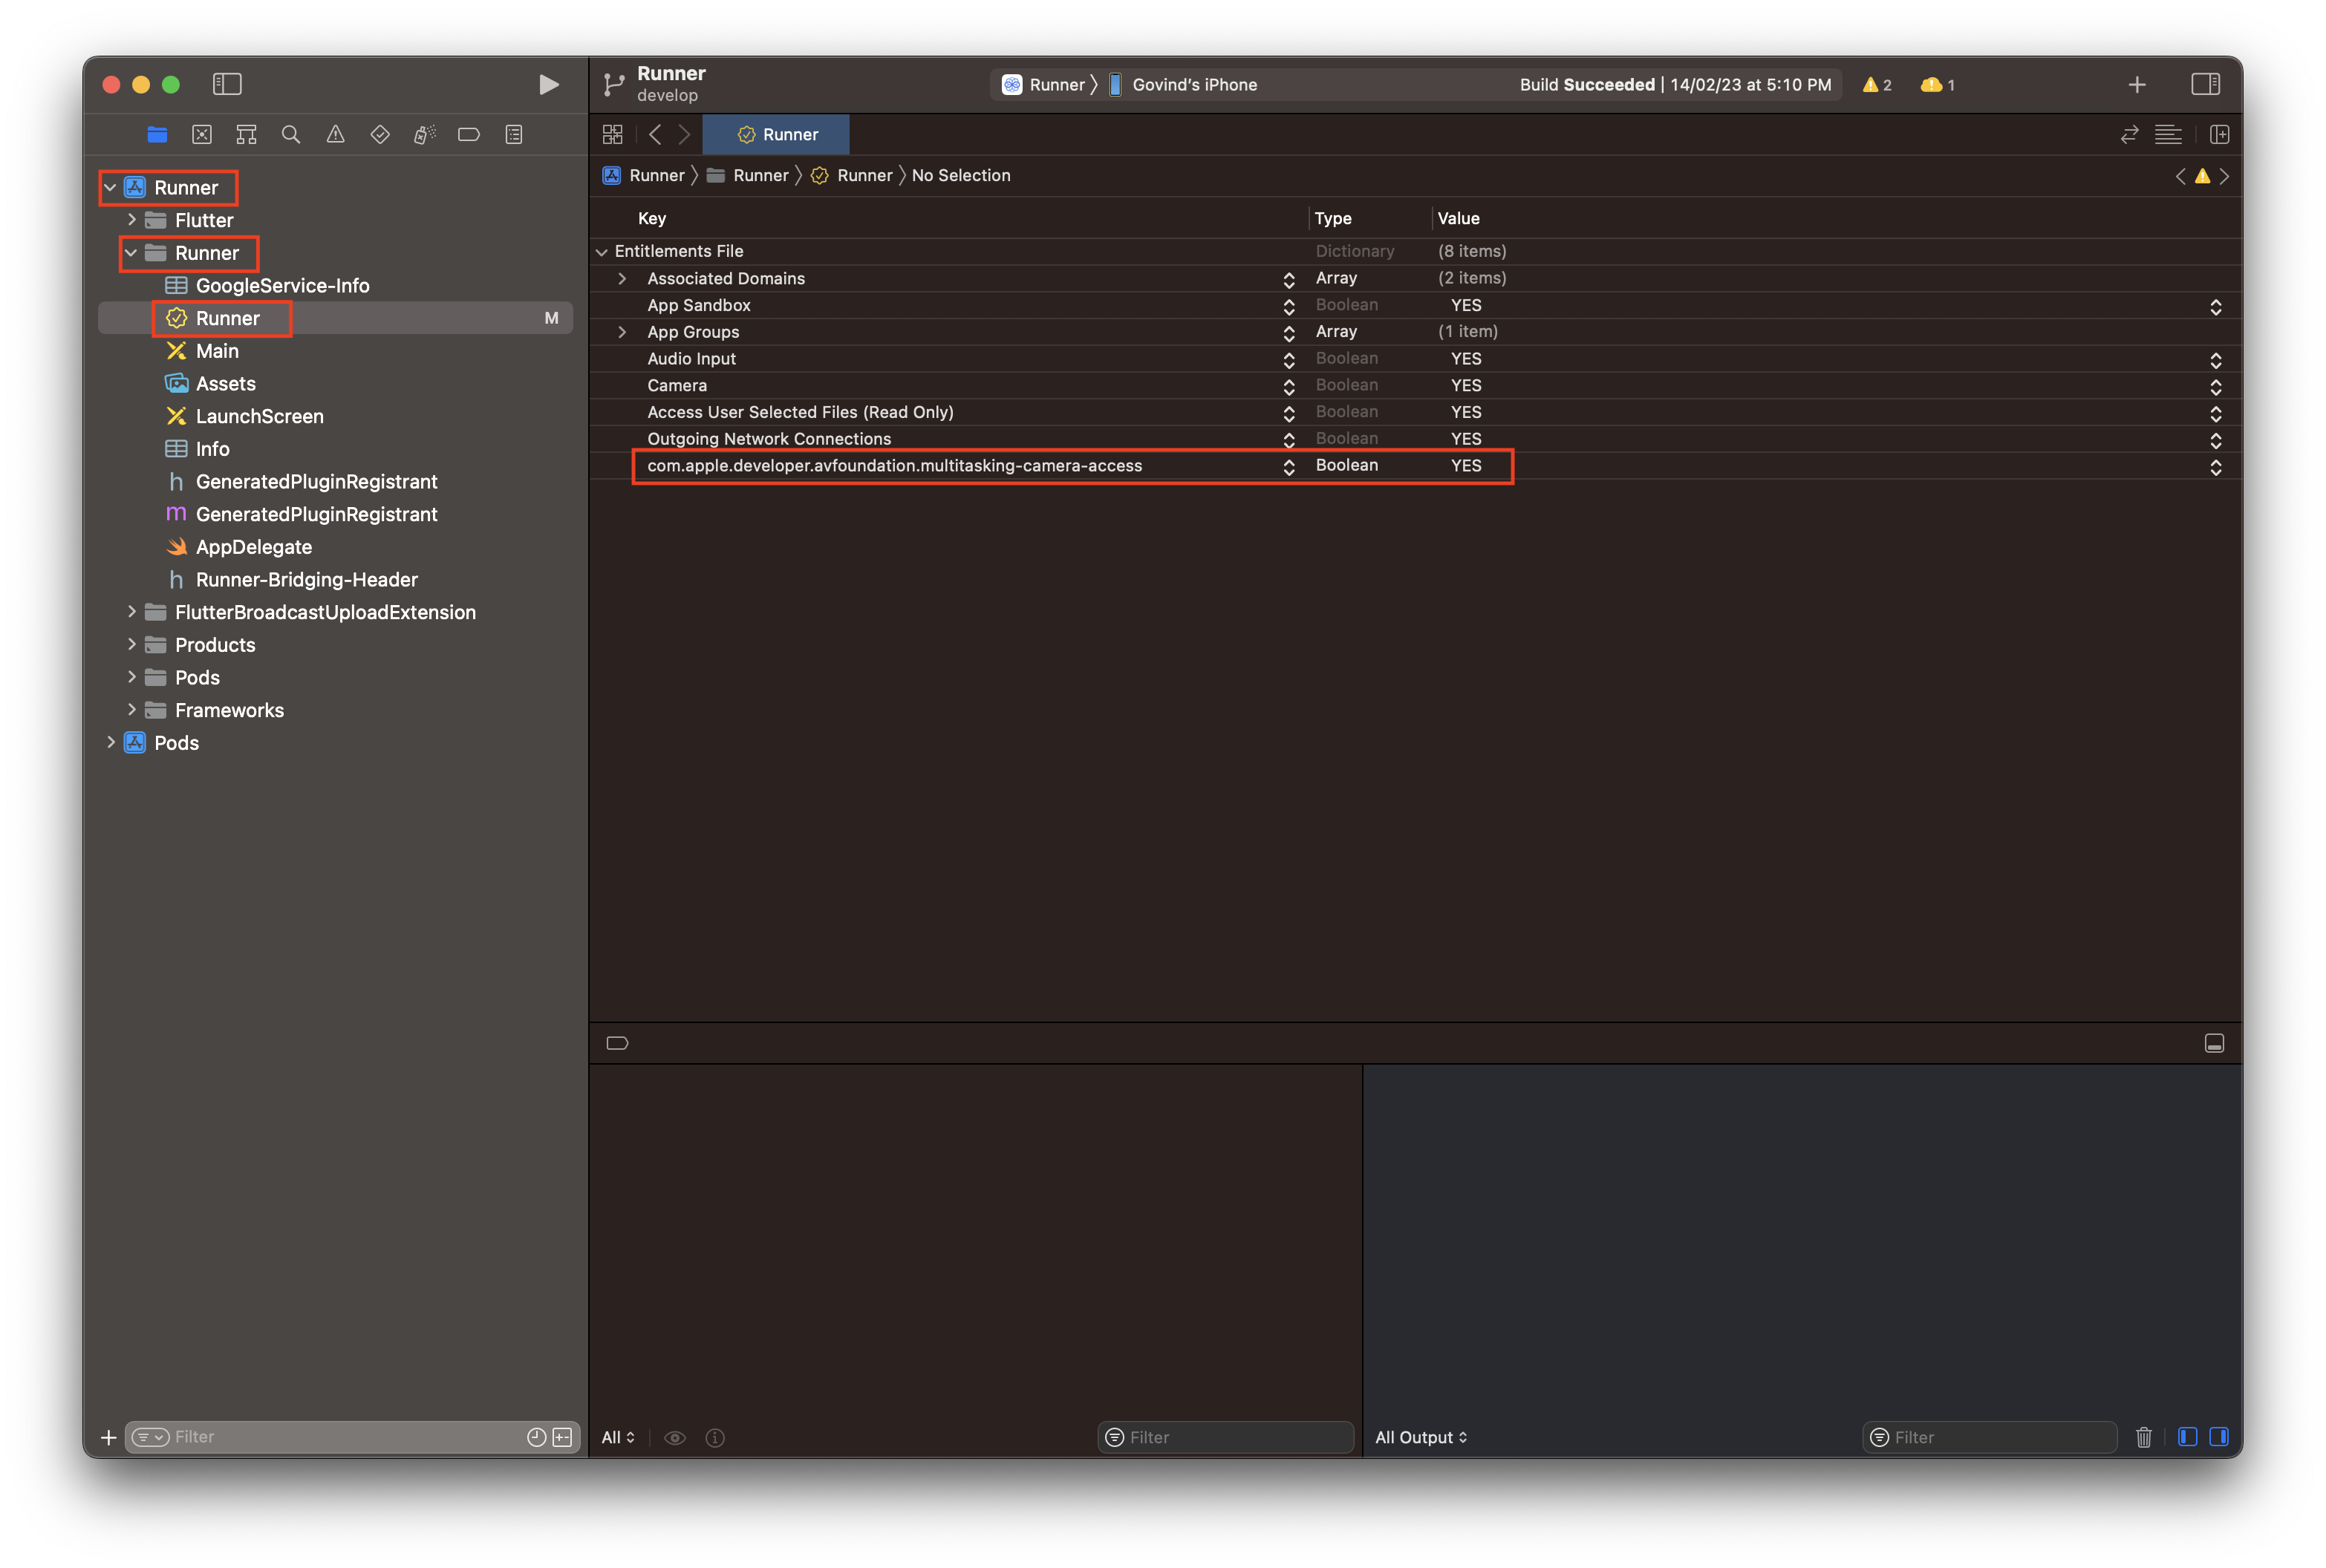 Runner
develop
Runner
Govind's iPhone
Build Succeeded | 14/02/23 at 5:10 PM
2
1
Runner
Flutter
Runner
GoogleService-Info
Runner
M
Main
Assets
LaunchScreen
Info
h GeneratedPluginRegistrant
m GeneratedPluginRegistrant
AppDelegate
h Runner-Bridging-Header
FlutterBroadcastUploadExtension
Products
Pods
Frameworks
Pods
Filter
Runner
Runner
Runner
Runner
No Selection
Key Type Value
Entitlements File Dictionary (8 items)
Associated Domains Array (2 items)
App Sandbox Boolean YES
App Groups Array (1 item)
Audio Input Boolean YES
Camera Boolean YES
Access User Selected Files (Read Only) Boolean YES
Outgoing Network Connections Boolean YES
com.apple.developer.avfoundation.multitasking-camera-access Boolean YES
All
Filter
All Output
Filter